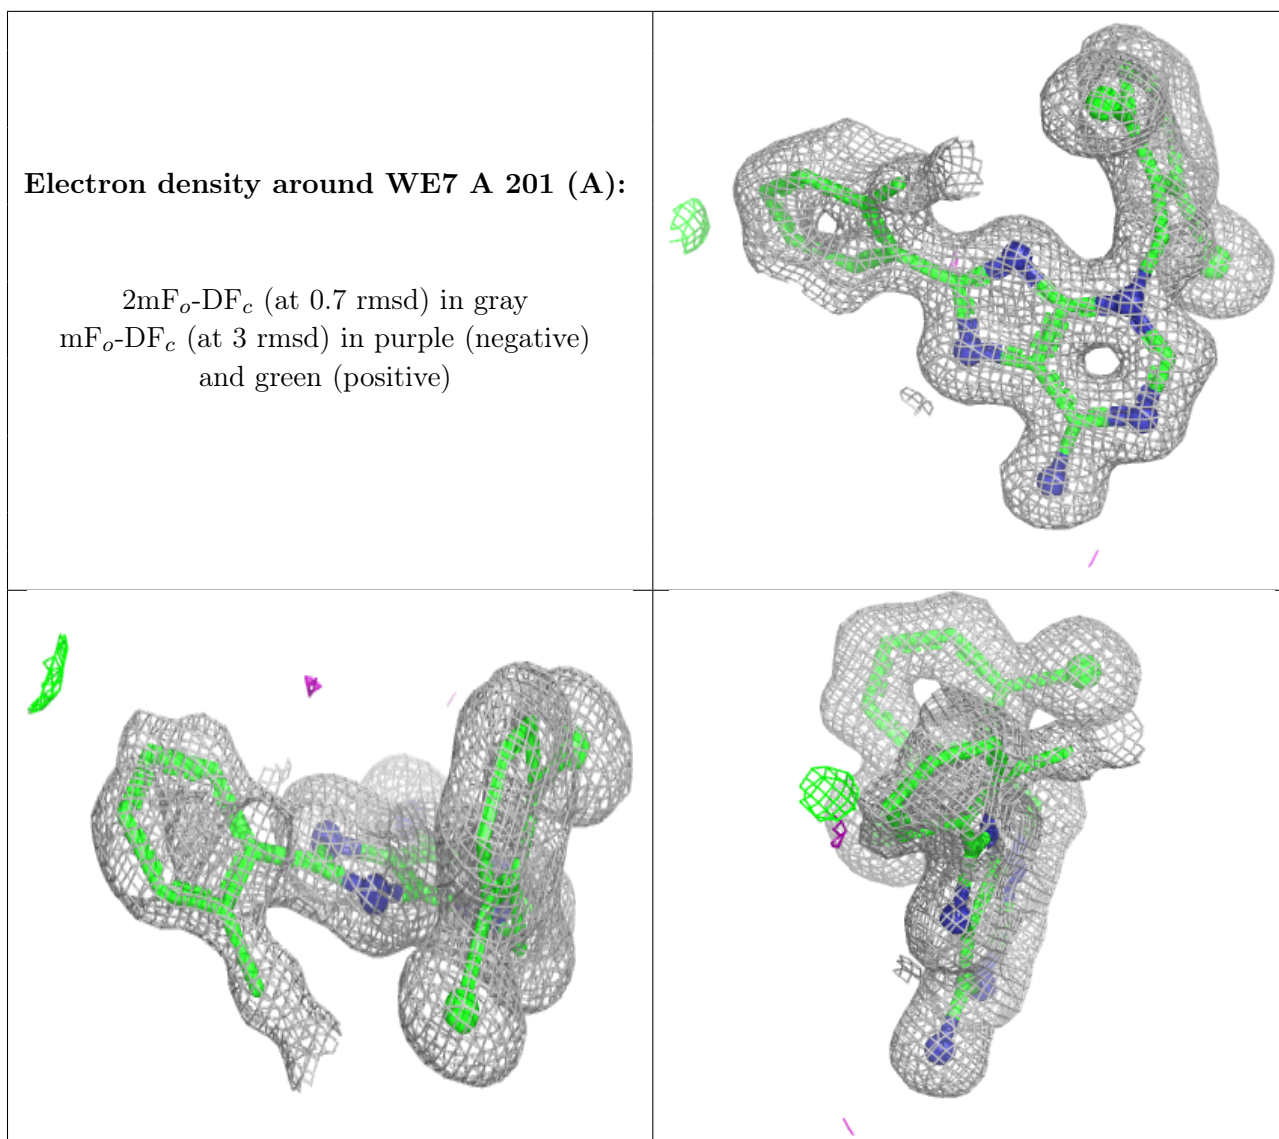 Electron density around WE7 A 201 (A):
2mFₒ-DF𝒸 (at 0.7 rmsd) in gray
mFₒ-DF𝒸 (at 3 rmsd) in purple (negative)
and green (positive)